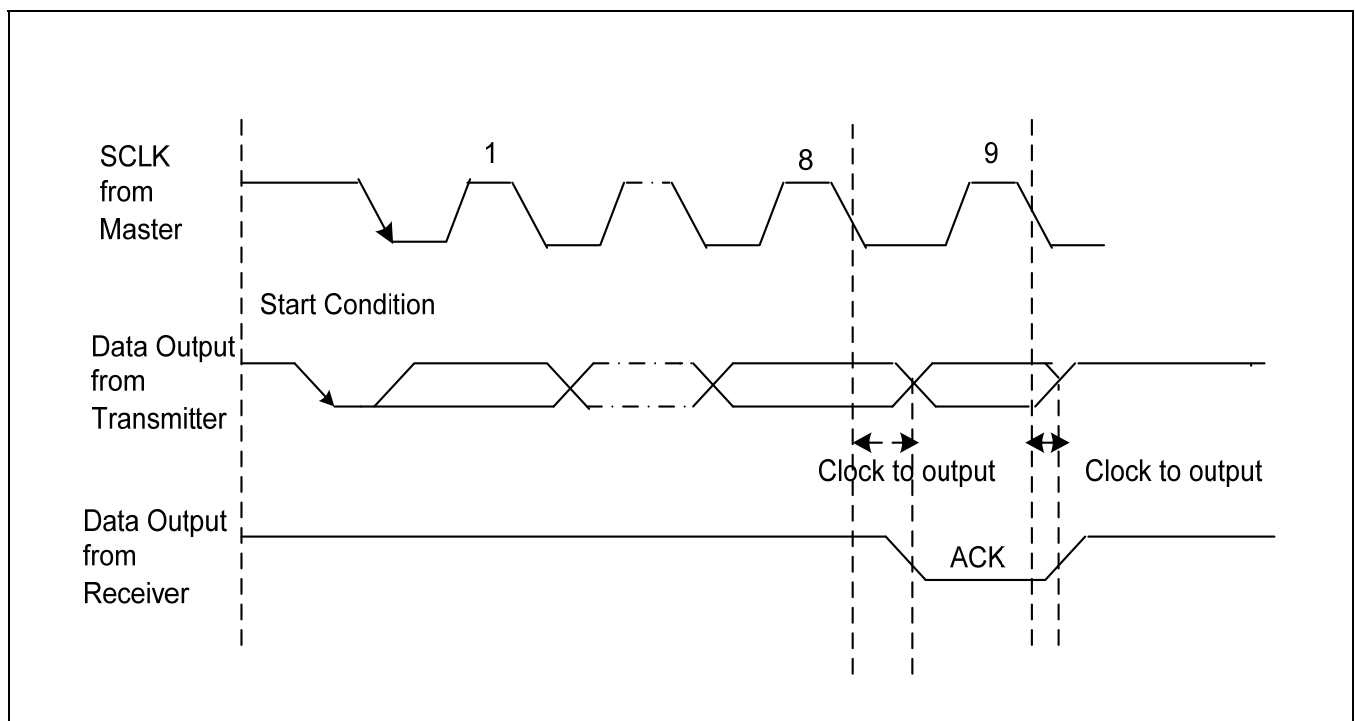 SCLK
from
Master
1
8
9
Start Condition
Data Output
from
Transmitter
Clock to output
Clock to output
Data Output
from
Receiver
ACK